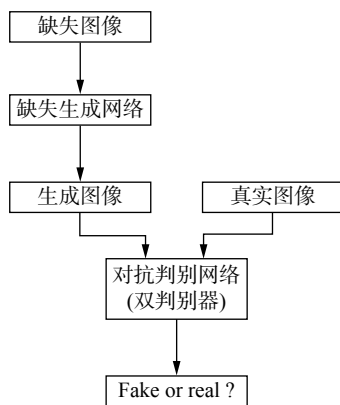 缺失图像
缺失生成网络
生成图像
真实图像
对抗判别网络
(双判别器)
Fake or real ?